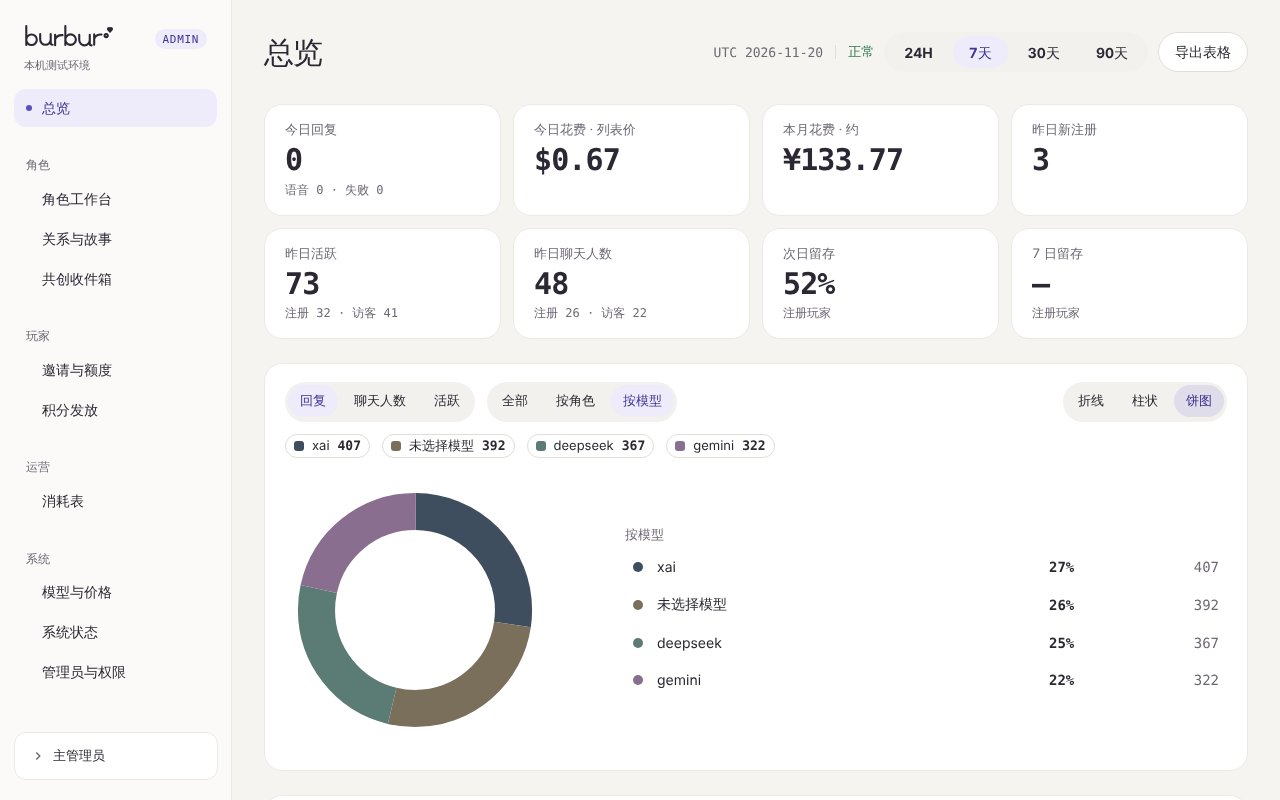 burbur
ADMIN
本机测试环境
总览
角色
角色工作台
关系与故事
共创收件箱
玩家
邀请与额度
积分发放
运营
消耗表
系统
模型与价格
系统状态
管理员与权限
主管理员
总览
UTC 2026-11-20 正常 24H 7天 30天 90天 导出表格
今日回复
0
语音 0 · 失败 0
今日花费 · 列表价
$0.67
本月花费 · 约
¥133.77
昨日新注册
3
昨日活跃
73
注册 32 · 访客 41
昨日聊天人数
48
注册 26 · 访客 22
次日留存
52%
注册玩家
7 日留存
—
注册玩家
回复 聊天人数 活跃 全部 按角色 按模型 折线 柱状 饼图
xai 407 未选择模型 392 deepseek 367 gemini 322
按模型
xai 27% 407
未选择模型 26% 392
deepseek 25% 367
gemini 22% 322